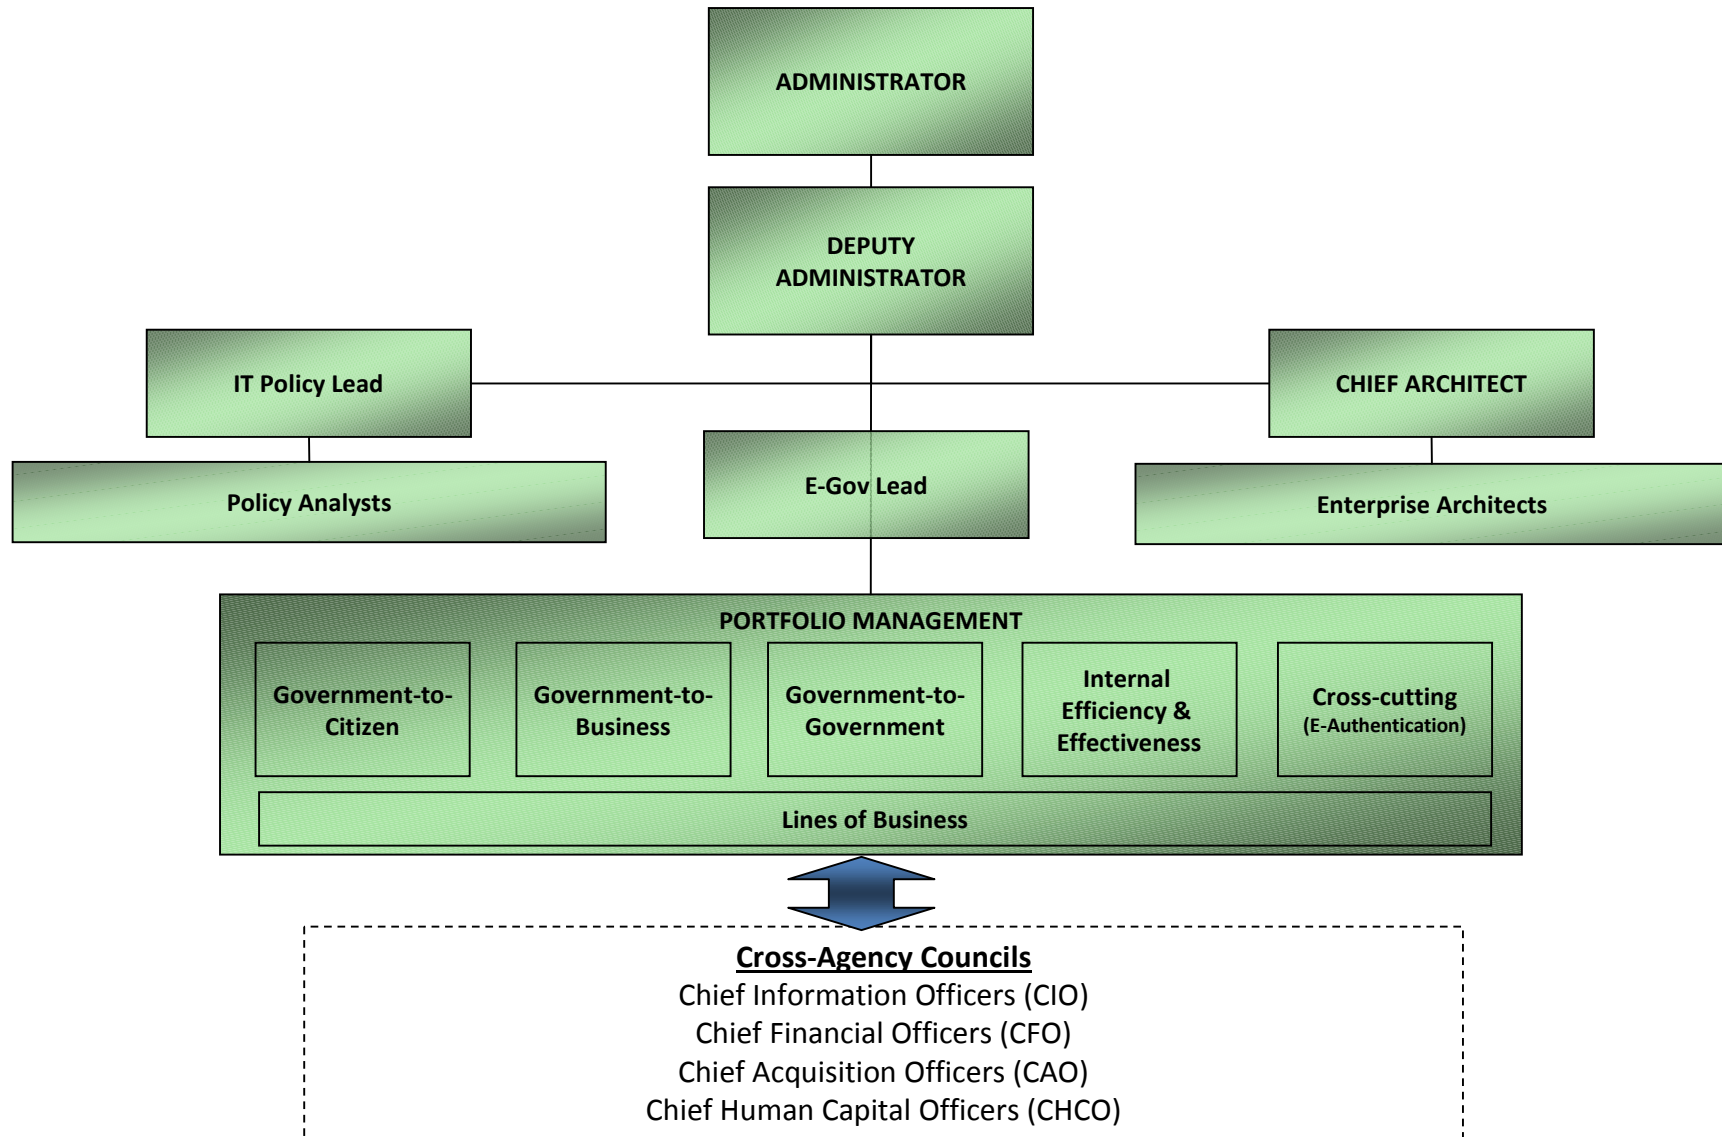 ADMINISTRATOR
DEPUTY
ADMINISTRATOR
IT Policy Lead
CHIEF ARCHITECT
Policy Analysts
E-Gov Lead
Enterprise Architects
PORTFOLIO MANAGEMENT
Government-to-
Citizen
Government-to-
Business
Government-to-
Government
Internal
Efficiency &
Effectiveness
Cross-cutting
(E-Authentication)
Lines of Business
Cross-Agency Councils
Chief Information Officers (CIO)
Chief Financial Officers (CFO)
Chief Acquisition Officers (CAO)
Chief Human Capital Officers (CHCO)